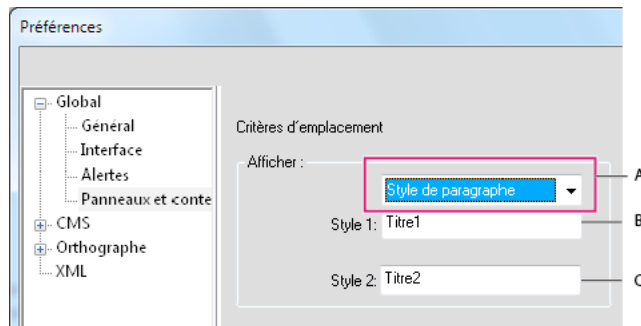 Préférences
Global
Général
Interface
Alertes
Panneaux et conte
CMS
Orthographe
XML
Critères d´emplacement
Afficher :
Style de paragraphe
A
Style 1: Titre1
B
Style 2: Titre2
C